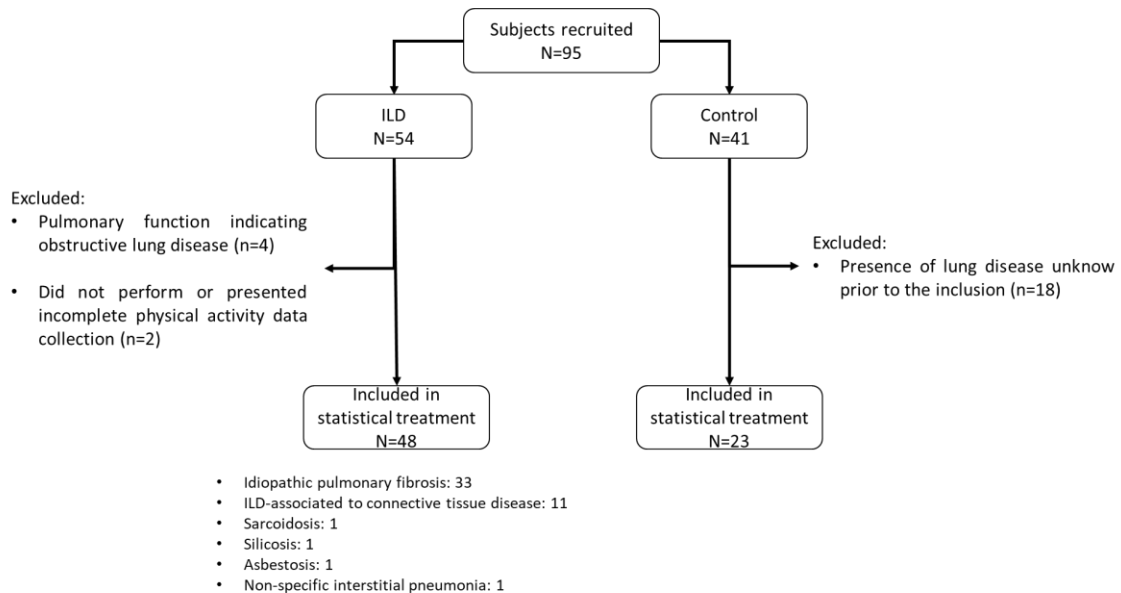 Subjects recruited
N=95
ILD
N=54
Control
N=41
Excluded:
• Pulmonary function indicating
obstructive lung disease (n=4)
• Did not perform or presented
incomplete physical activity data
collection (n=2)
Excluded:
• Presence of lung disease unknow
prior to the inclusion (n=18)
Included in
statistical treatment
N=48
Included in
statistical treatment
N=23
• Idiopathic pulmonary fibrosis: 33
• ILD-associated to connective tissue disease: 11
• Sarcoidosis: 1
• Silicosis: 1
• Asbestosis: 1
• Non-specific interstitial pneumonia: 1